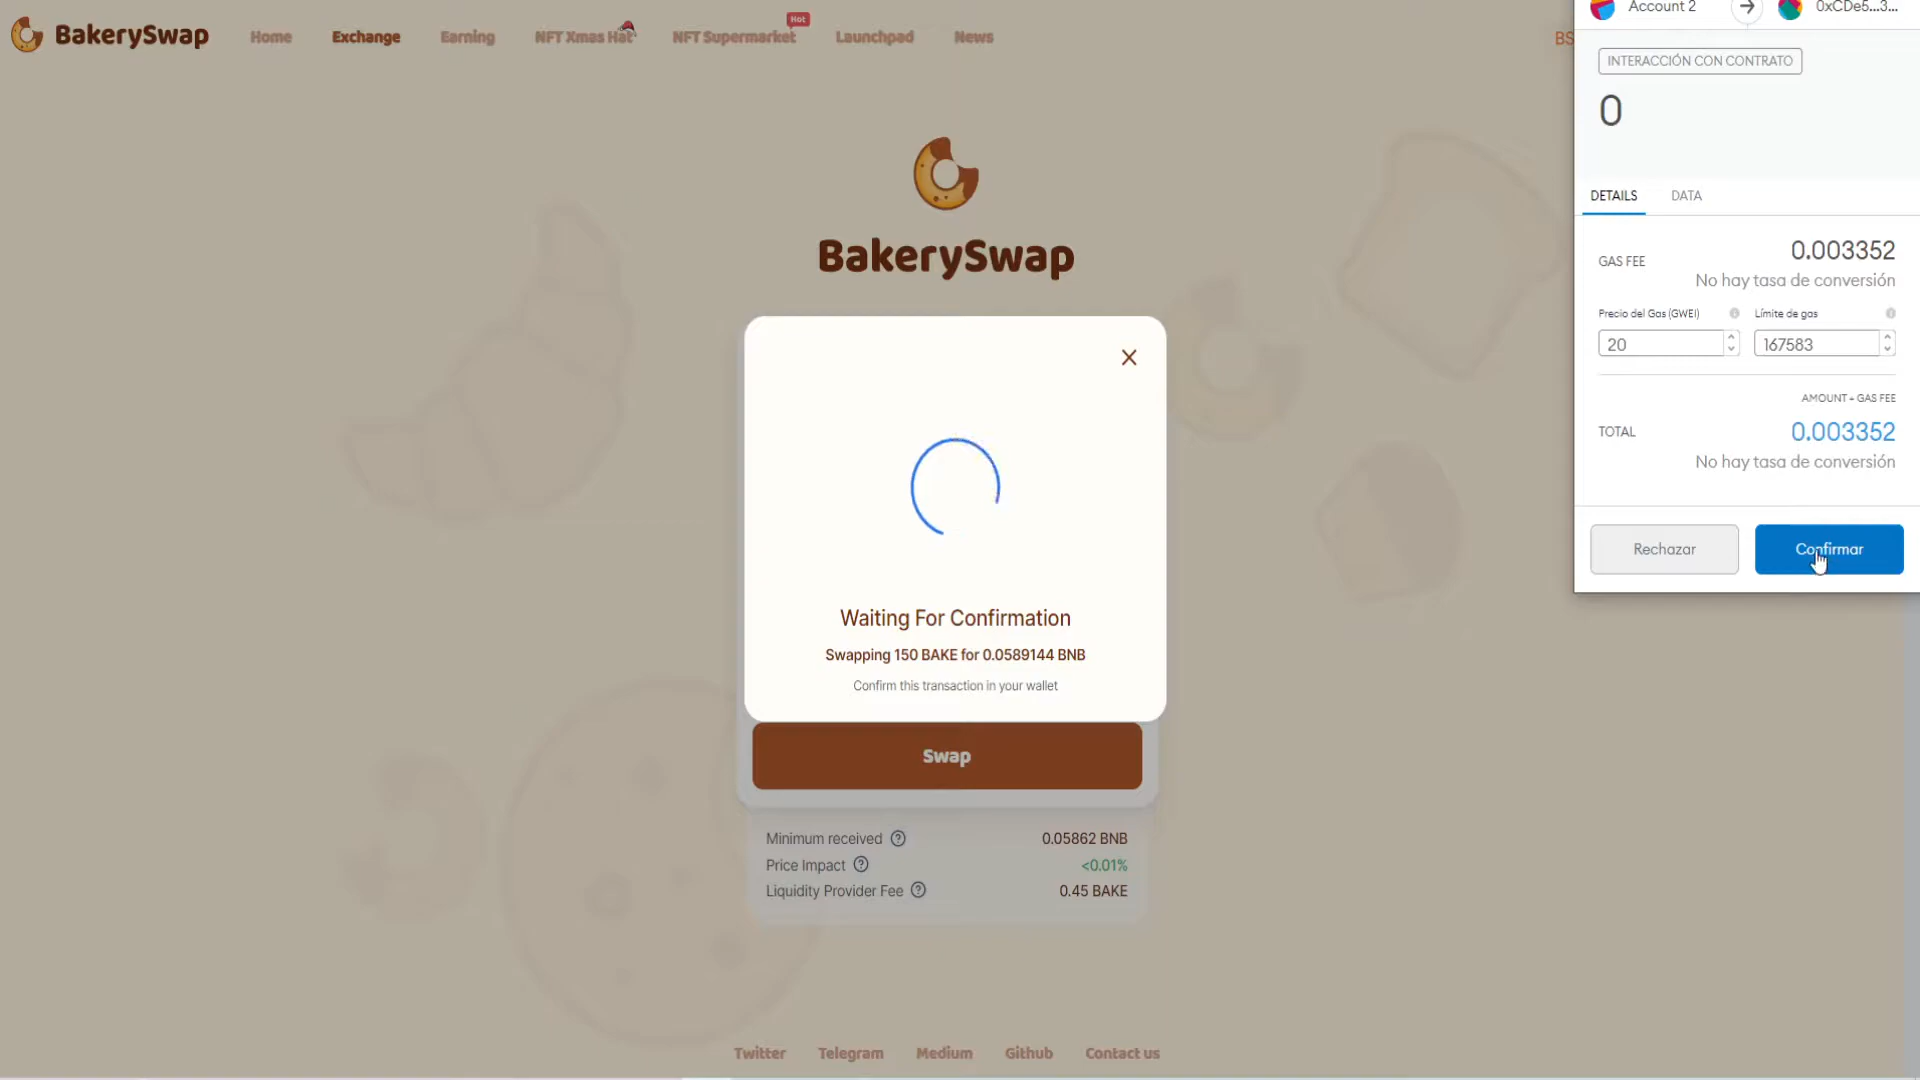 BakerySwap
Home
Exchange
Earning
NFT Xmas Hat
NFT Supermarket
Hot
Launchpad
News
BS
Account 2
0xCDe5...3...
INTERACCIÓN CON CONTRATO
0
DETAILS
DATA
GAS FEE
0.003352
No hay tasa de conversión
Precio del Gas (GWEI)
Límite de gas
20
167583
AMOUNT + GAS FEE
TOTAL
0.003352
No hay tasa de conversión
Rechazar
Confirmar
BakerySwap
Waiting For Confirmation
Swapping 150 BAKE for 0.0589144 BNB
Confirm this transaction in your wallet
Swap
Minimum received
0.05862 BNB
Price Impact
<0.01%
Liquidity Provider Fee
0.45 BAKE
Twitter
Telegram
Medium
Github
Contact us